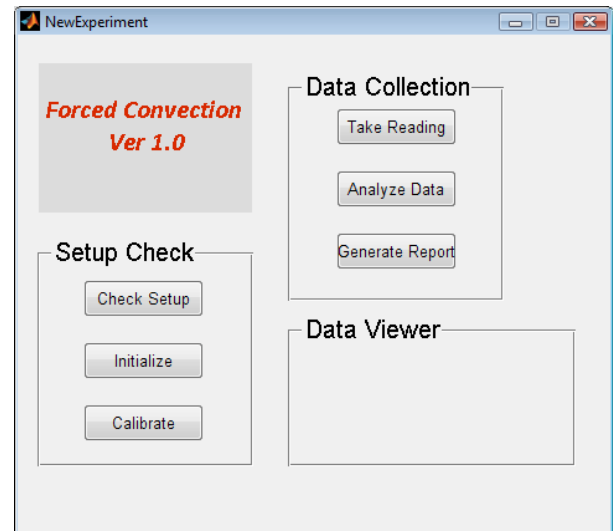 NewExperiment
Forced Convection
Ver 1.0
Setup Check
Check Setup
Initialize
Calibrate
Data Collection
Take Reading
Analyze Data
Generate Report
Data Viewer